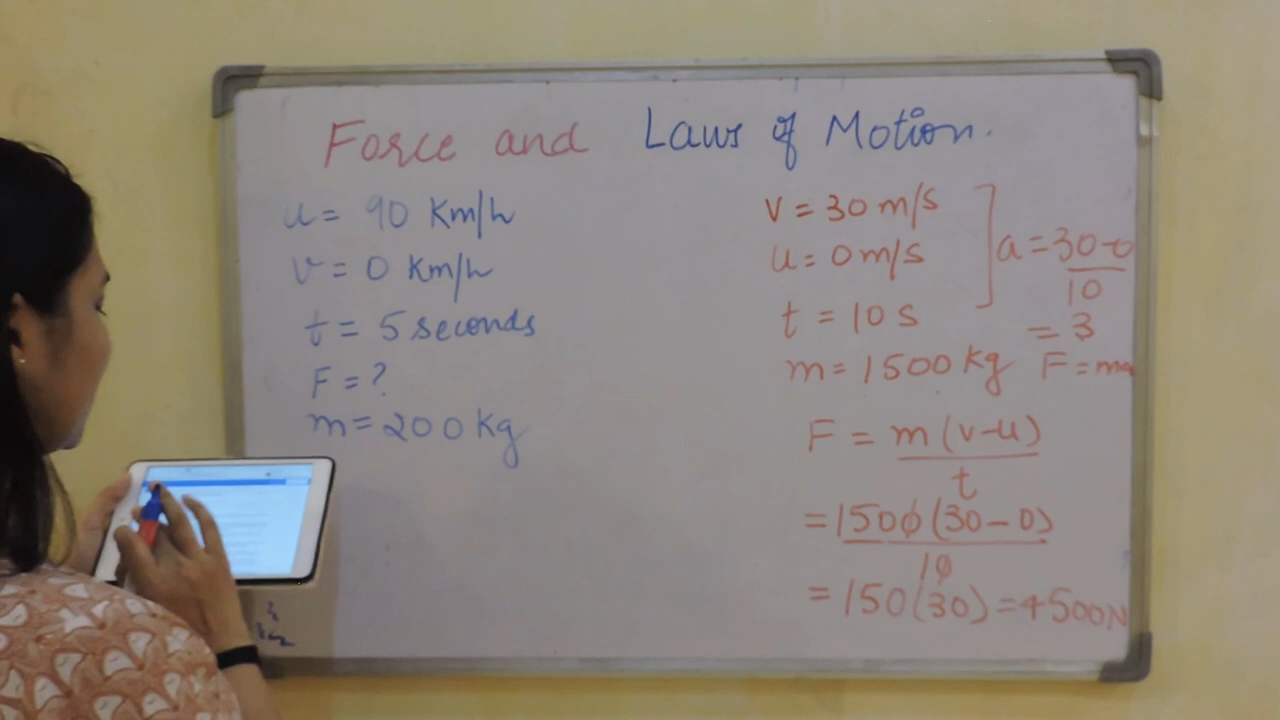 Force and Laws of Motion.
u = 90 Km/h
v = 0 Km/h
t = 5 seconds
F = ?
m = 200 Kg
v = 30 m/s
u = 0 m/s
t = 10 s
a = 30-0
10
= 3
m = 1500 Kg F = ma
F = m (v-u)
t
= 1500 (30-0)
10
= 150 (30) = 4500N